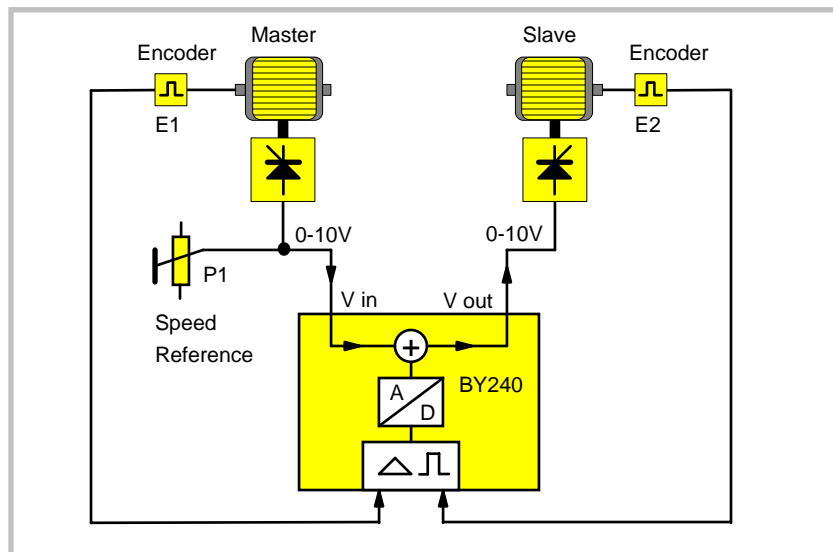 Encoder
Master
Slave
Encoder
E1
E2
0-10V
0-10V
P1
V in
V out
Speed
Reference
BY240
A
D